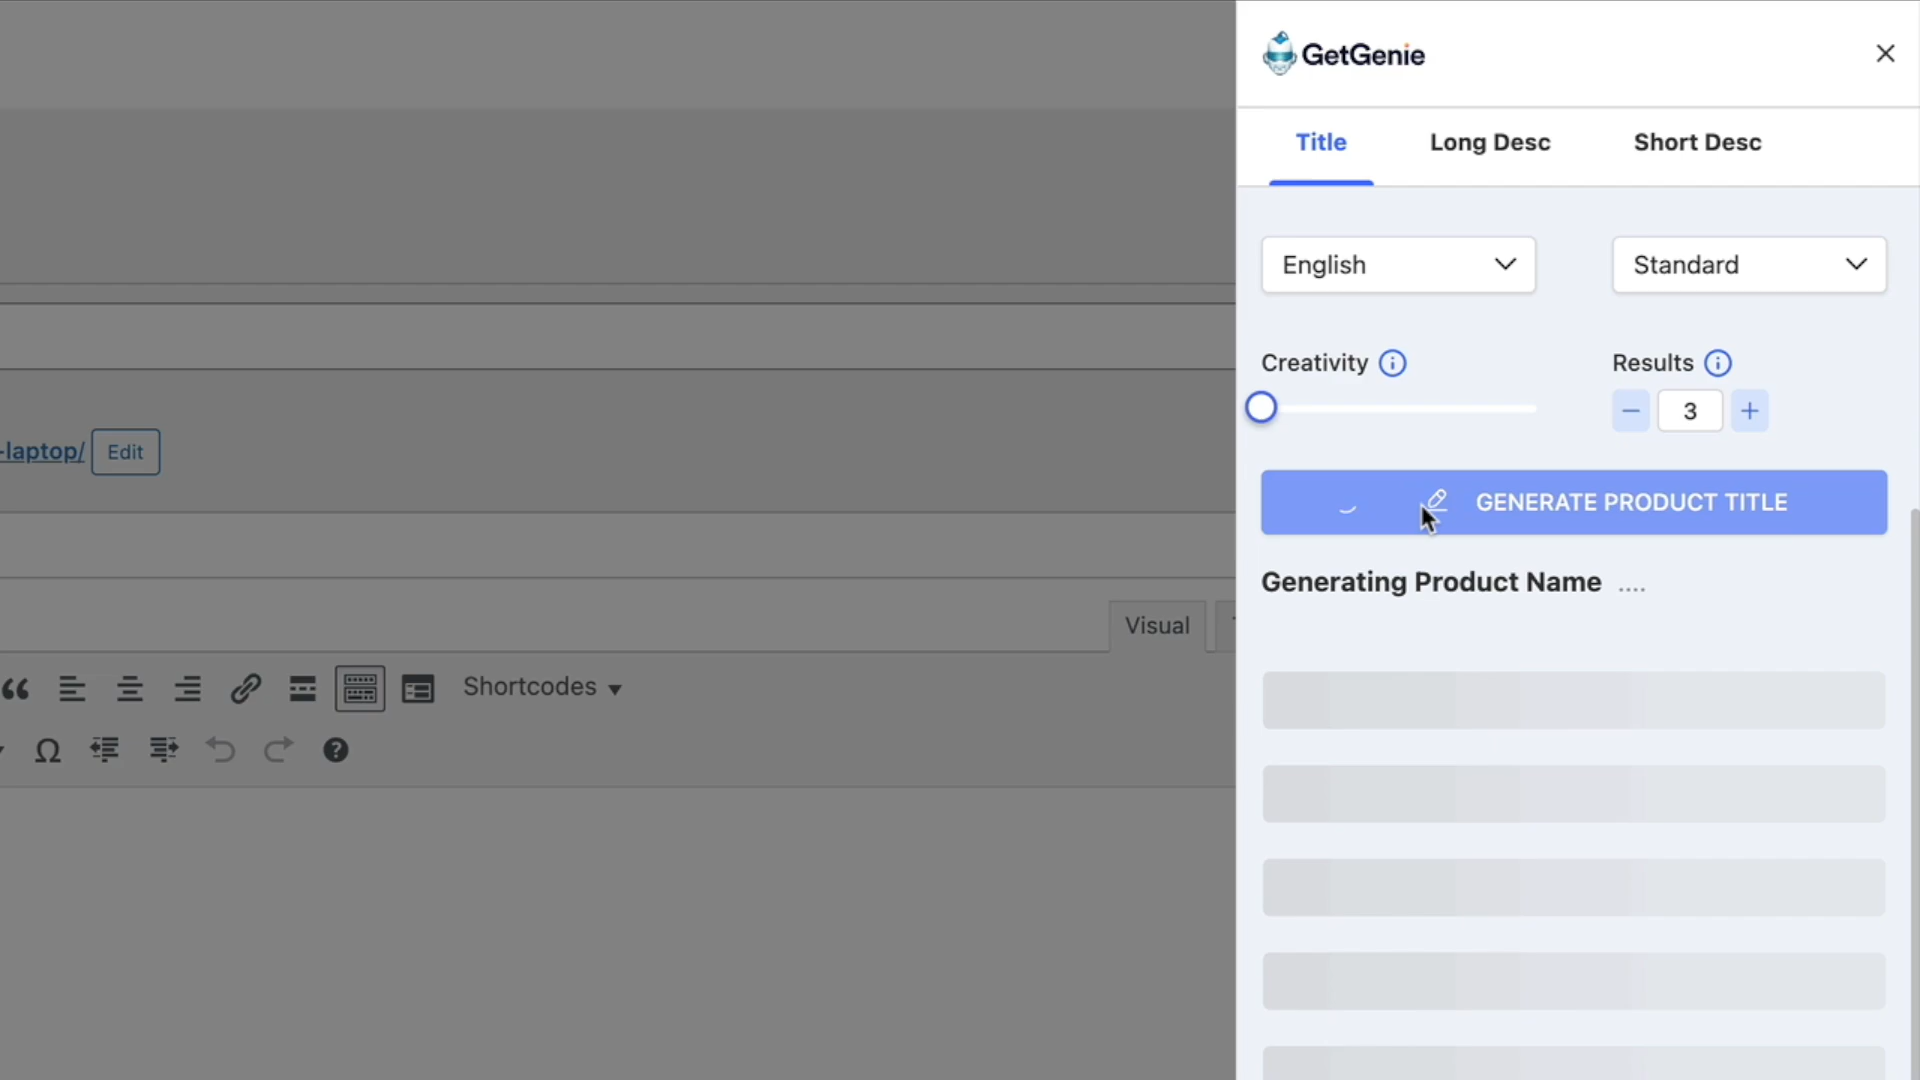 GetGenie
Title Long Desc Short Desc
English Standard
Creativity Results
3
-laptop/ Edit
GENERATE PRODUCT TITLE
Generating Product Name ....
Visual
Shortcodes